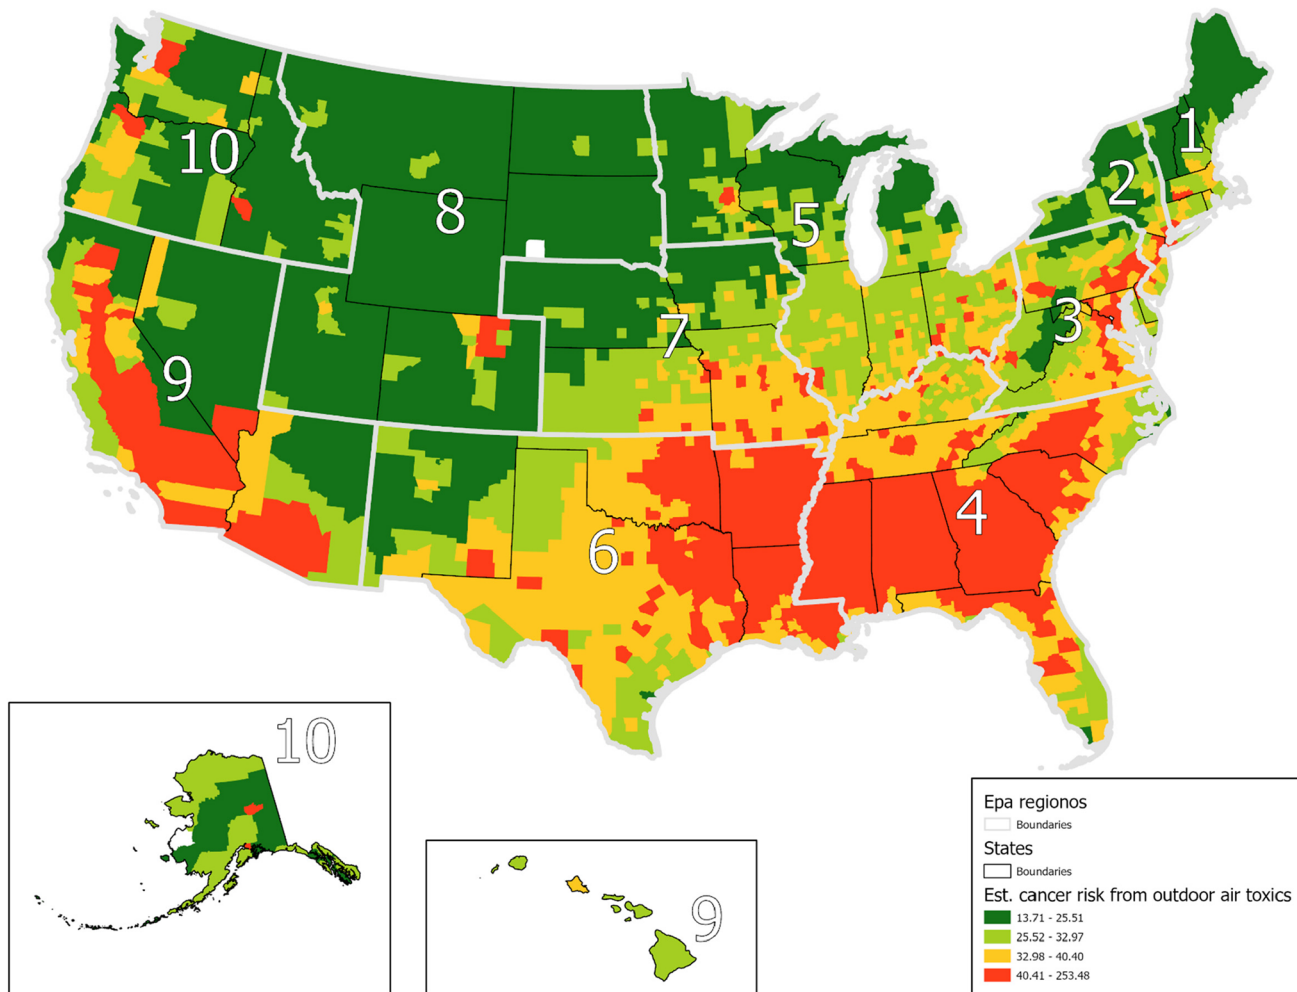 10
8
9
7
5
6
4
3
2
1
10
9
Epa regionos
Boundaries
States
Boundaries
Est. cancer risk from outdoor air toxics
13.71 - 25.51
25.52 - 32.97
32.98 - 40.40
40.41 - 253.48